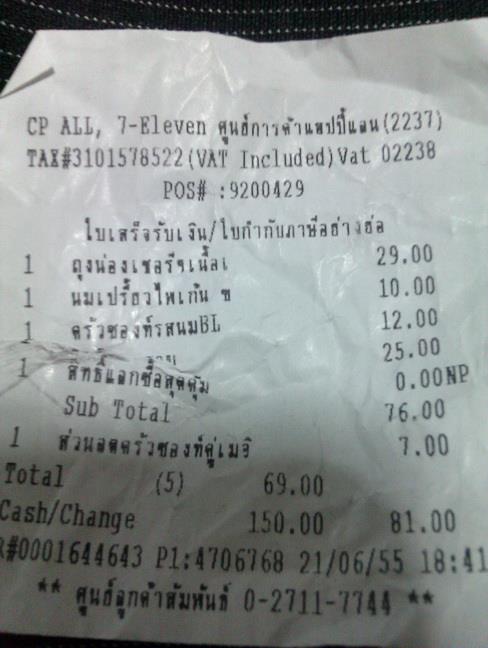 CP ALL, 7-Eleven ศูนย์การค้าแฮปปี้แลน(2237)
TAX#3101578522(VAT Included)Vat 02238
POS# :9200429
ใบเสร็จรับเงิน/ใบกำกับภาษีอย่างย่อ
1 ถุงน่องเชอรีรีเนื้อเ 29.00
1 นมเปรี้ยวไพเกน ข 10.00
1 ครัวซองท์รสนมBL 12.00
1 25.00
1 สิทธิ์แลกซื้อสุดคุ้ม 0.00NP
Sub Total 76.00
1 ส่วนลดครัวซองท์คู่เมจิ 7.00
Total (5) 69.00
Cash/Change 150.00 81.00
R#0001644643 P1:4706768 21/06/55 18:41
** ศูนย์ลูกค้าสัมพันธ์ 0-2711-7744 **